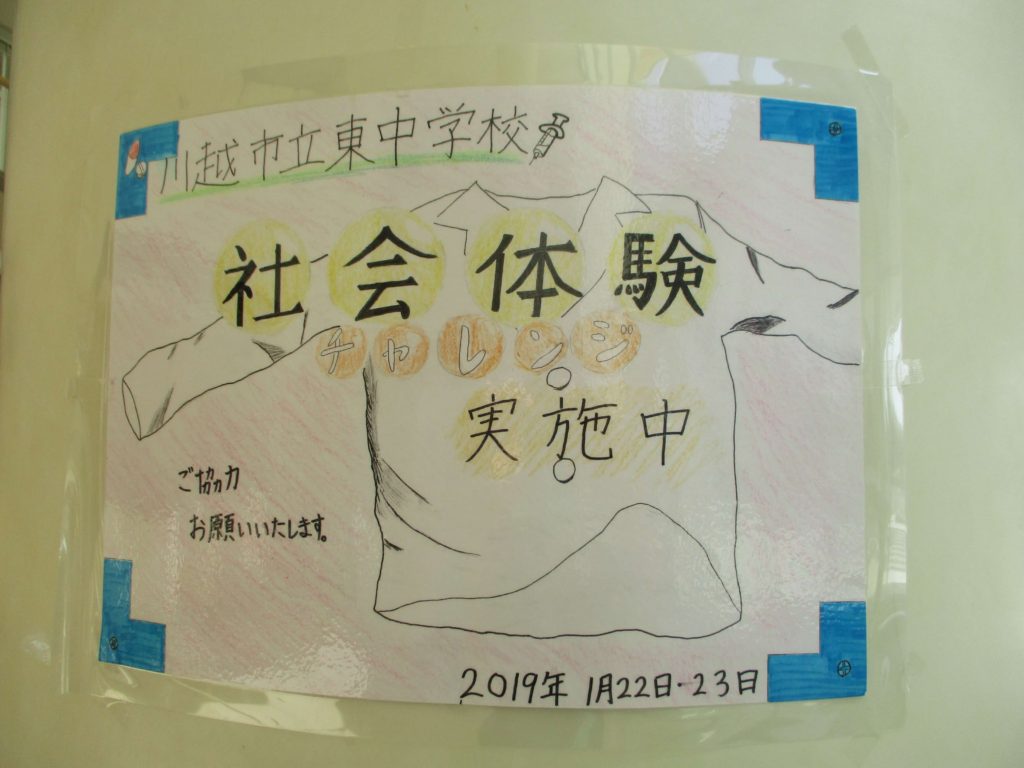 川越市立東中学校
社会体験
チャレンジ
実施中
ご協力
お願いいたします。
2019年 1月22日・23日